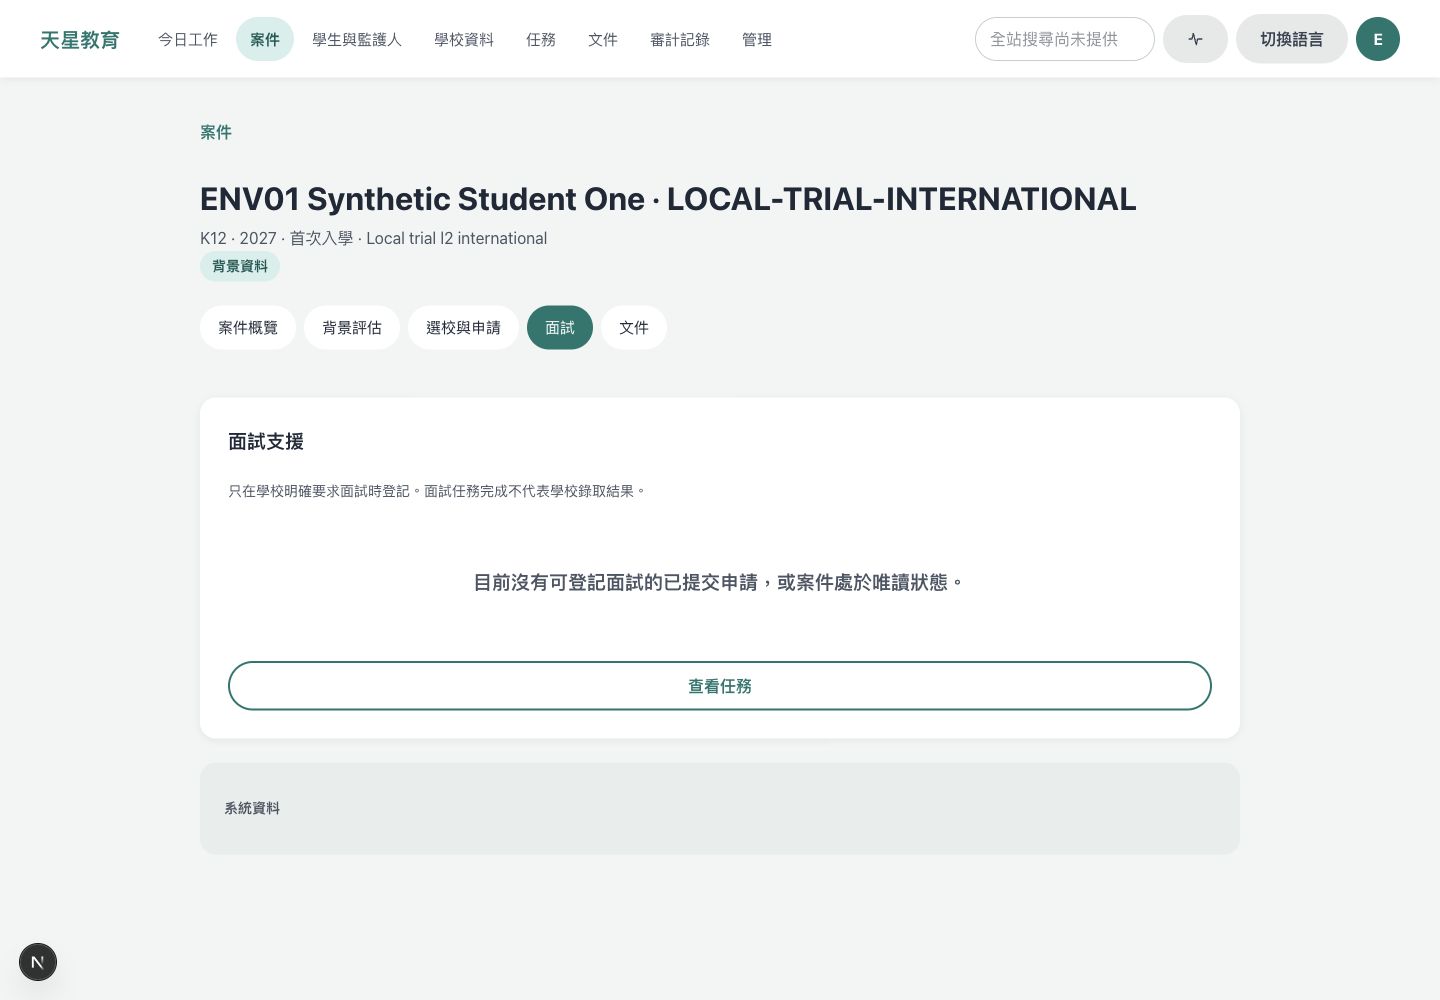 天星教育
今日工作
案件
學生與監護人
學校資料
任務
文件
審計記錄
管理
全站搜尋尚未提供
切換語言
E
案件
ENV01 Synthetic Student One · LOCAL-TRIAL-INTERNATIONAL
K12 · 2027 · 首次入學 · Local trial l2 international
背景資料
案件概覽
背景評估
選校與申請
面試
文件
面試支援
只在學校明確要求面試時登記。面試任務完成不代表學校錄取結果。
目前沒有可登記面試的已提交申請，或案件處於唯讀狀態。
查看任務
系統資料
N